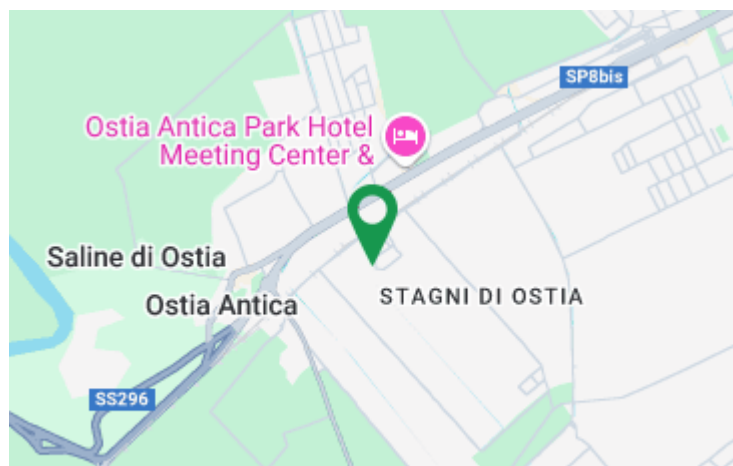 SP8bis
Ostia Antica Park Hotel
Meeting Center &
Saline di Ostia
Ostia Antica
STAGNI DI OSTIA
SS296